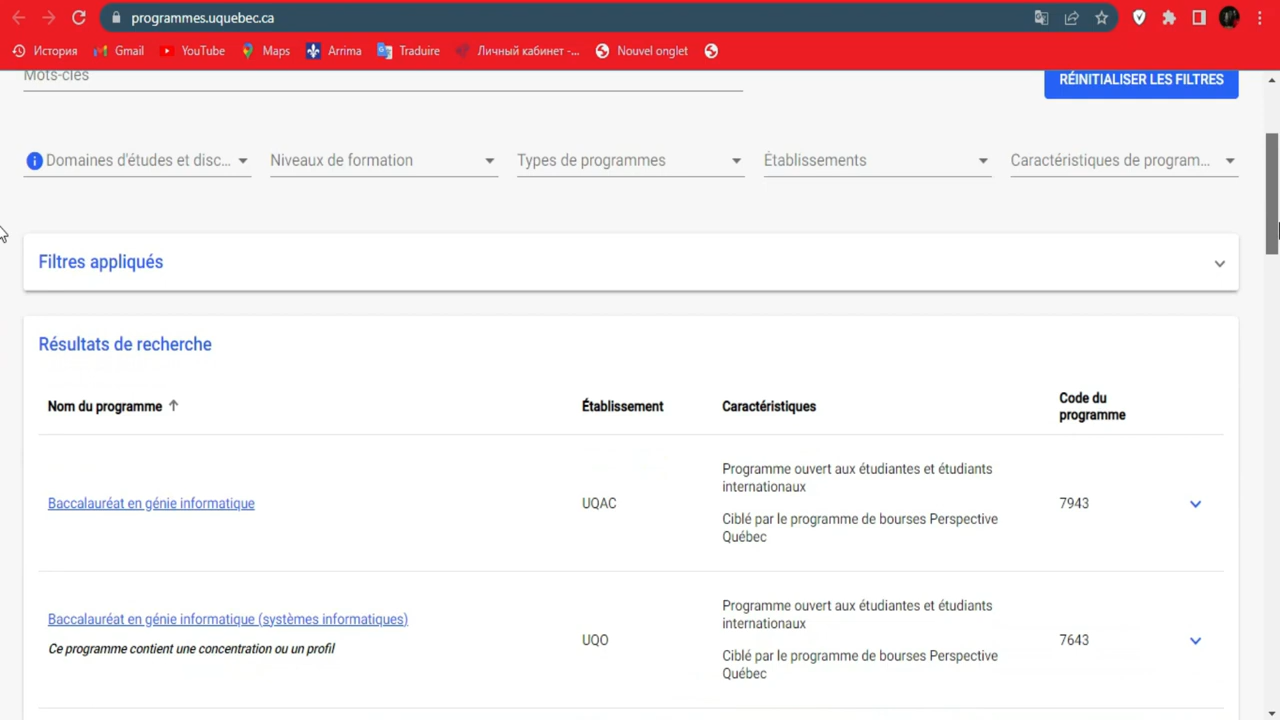 programmes.uquebec.ca
История Gmail YouTube Maps Arrima Traduire Личный кабинет -... Nouvel onglet
Mots-clés
RÉINITIALISER LES FILTRES
Domaines d'études et disc... Niveaux de formation Types de programmes Établissements Caractéristiques de program...
Filtres appliqués
Résultats de recherche
Nom du programme Établissement Caractéristiques Code du
programme
Programme ouvert aux étudiantes et étudiants
internationaux
Baccalauréat en génie informatique UQAC 7943
Ciblé par le programme de bourses Perspective
Québec
Programme ouvert aux étudiantes et étudiants
internationaux
Baccalauréat en génie informatique (systèmes informatiques)
Ce programme contient une concentration ou un profil UQO 7643
Ciblé par le programme de bourses Perspective
Québec